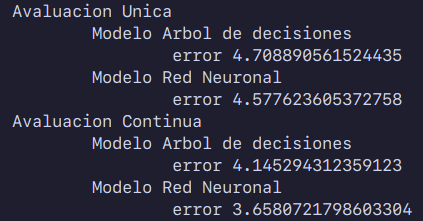 Avaluacion Unica
Modelo Arbol de decisiones
error 4.708890561524435
Modelo Red Neuronal
error 4.577623605372758
Avaluacion Continua
Modelo Arbol de decisiones
error 4.145294312359123
Modelo Red Neuronal
error 3.6580721798603304